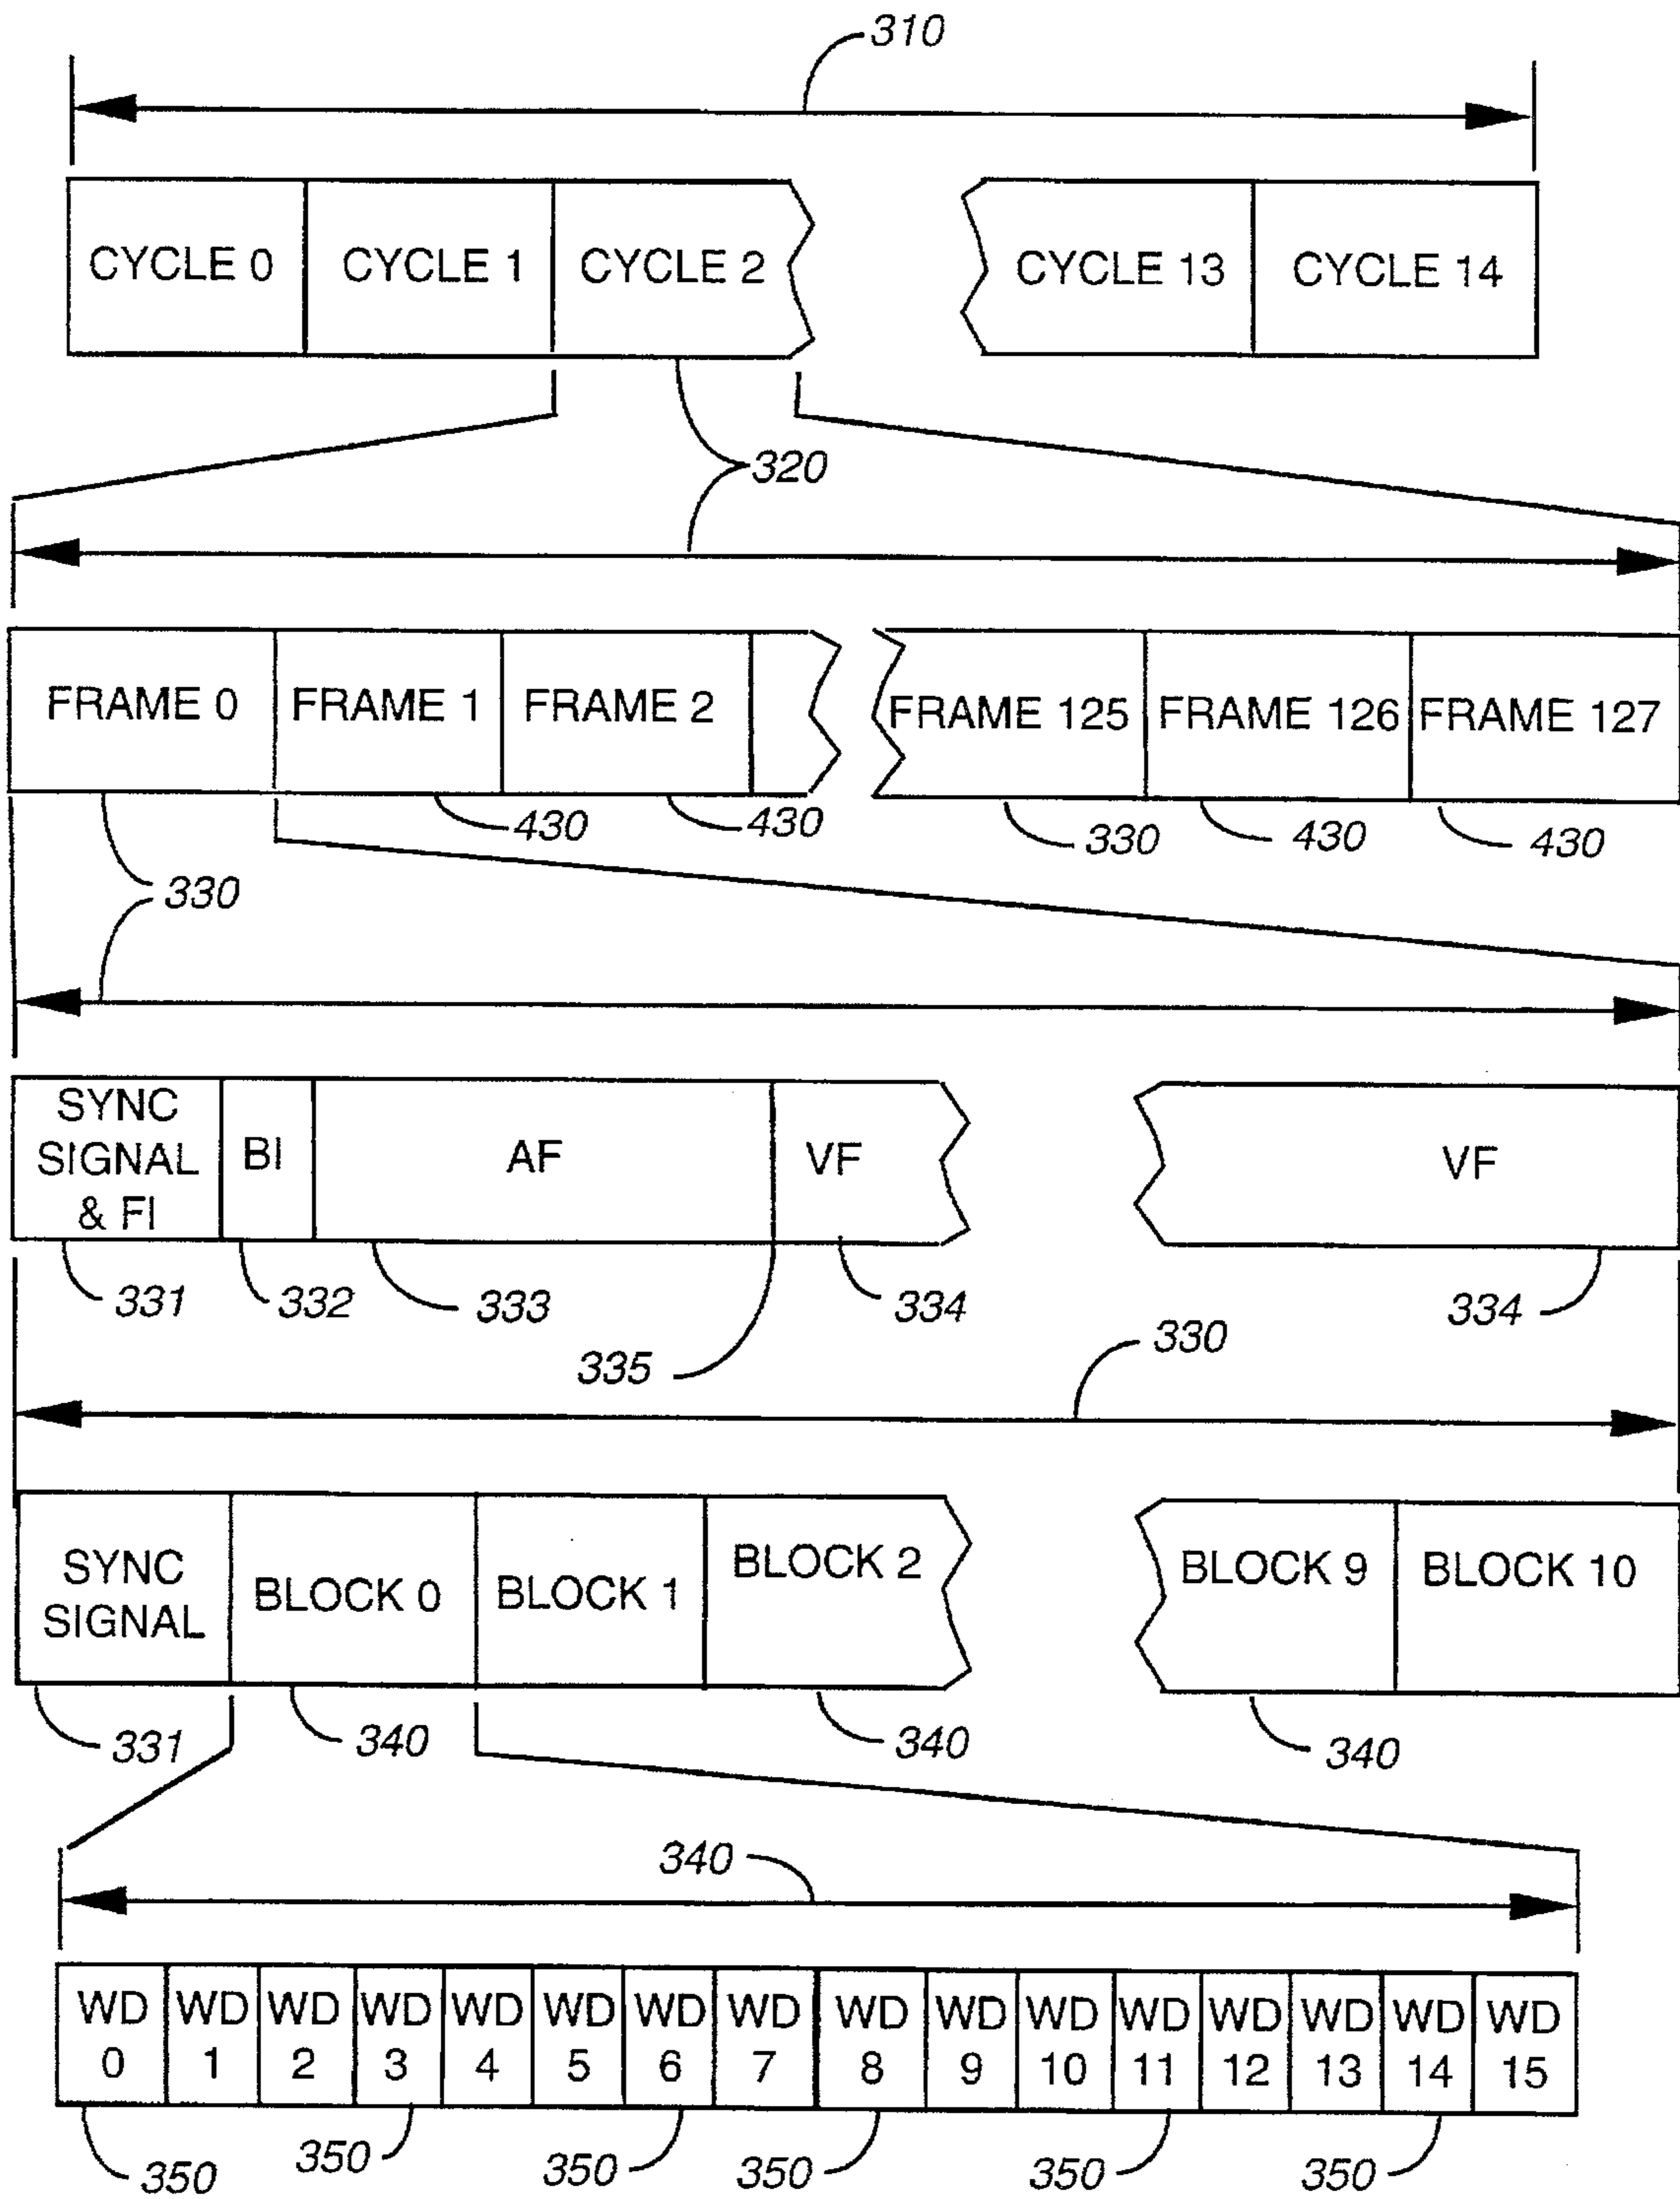 310
CYCLE 0 CYCLE 1 CYCLE 2 CYCLE 13 CYCLE 14
320
FRAME 0 FRAME 1 FRAME 2 FRAME 125 FRAME 126 FRAME 127
430 430 330 430 430
330
SYNC SIGNAL & FI BI AF VF VF
331 332 333 334 334
335 330
SYNC SIGNAL BLOCK 0 BLOCK 1 BLOCK 2 BLOCK 9 BLOCK 10
331 340 340 340
340
WD 0 WD 1 WD 2 WD 3 WD 4 WD 5 WD 6 WD 7 WD 8 WD 9 WD 10 WD 11 WD 12 WD 13 WD 14 WD 15
350 350 350 350 350 350